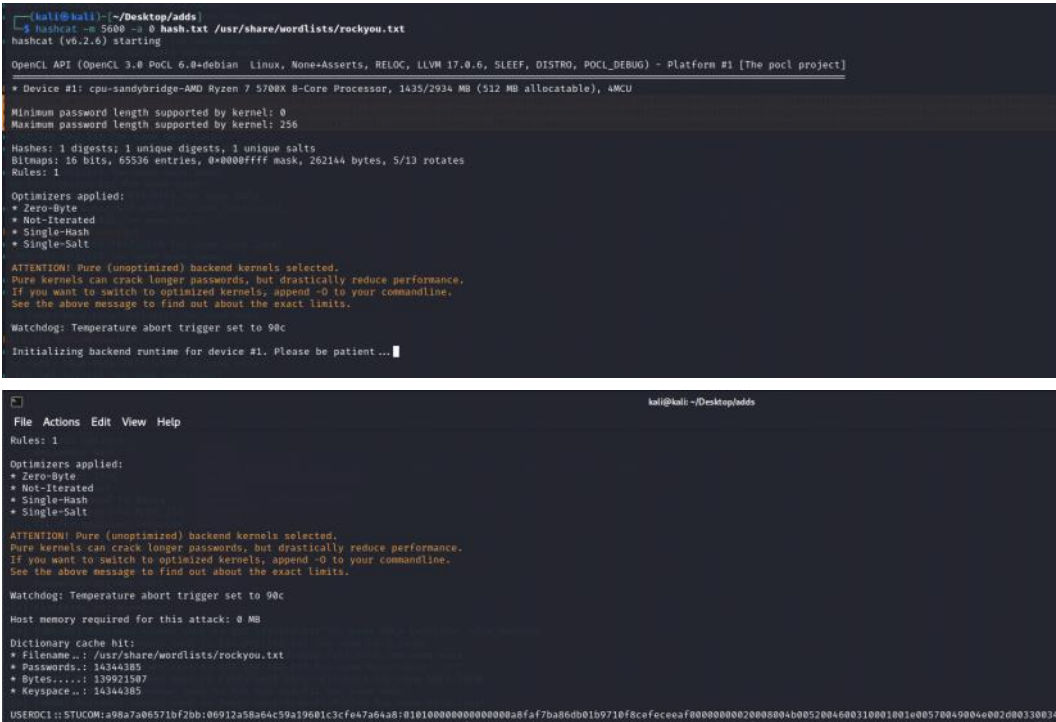 (kali㉿kali)-[~/Desktop/adds]
$ hashcat -m 5600 -a 0 hash.txt /usr/share/wordlists/rockyou.txt
hashcat (v6.2.6) starting
OpenCL API (OpenCL 3.0 PoCL 6.0+debian Linux, None+Asserts, RELOC, LLVM 17.0.6, SLEEF, DISTRO, POCL_DEBUG) - Platform #1 [The pocl project]
* Device #1: cpu-sandybridge-AMD Ryzen 7 5700X 8-Core Processor, 1435/2934 MB (512 MB allocatable), 4MCU
Minimum password length supported by kernel: 0
Maximum password length supported by kernel: 256
Hashes: 1 digests; 1 unique digests, 1 unique salts
Bitmaps: 16 bits, 65536 entries, 0×0000ffff mask, 262144 bytes, 5/13 rotates
Rules: 1
Optimizers applied:
* Zero-Byte
* Not-Iterated
* Single-Hash
* Single-Salt
ATTENTION! Pure (unoptimized) backend kernels selected.
Pure kernels can crack longer passwords, but drastically reduce performance.
If you want to switch to optimized kernels, append -O to your commandline.
See the above message to find out about the exact limits.
Watchdog: Temperature abort trigger set to 90c
Initializing backend runtime for device #1. Please be patient...
kali@kali: ~/Desktop/adds
File Actions Edit View Help
Rules: 1
Optimizers applied:
* Zero-Byte
* Not-Iterated
* Single-Hash
* Single-Salt
ATTENTION! Pure (unoptimized) backend kernels selected.
Pure kernels can crack longer passwords, but drastically reduce performance.
If you want to switch to optimized kernels, append -O to your commandline.
See the above message to find out about the exact limits.
Watchdog: Temperature abort trigger set to 90c
Host memory required for this attack: 0 MB
Dictionary cache hit:
* Filename..: /usr/share/wordlists/rockyou.txt
* Passwords.: 14344385
* Bytes.....: 139921507
* Keyspace..: 14344385
USERDC1::STUCOM:a98a7a06571bf2bb:06912a58a64c59a19601c3cfe47a64a8: